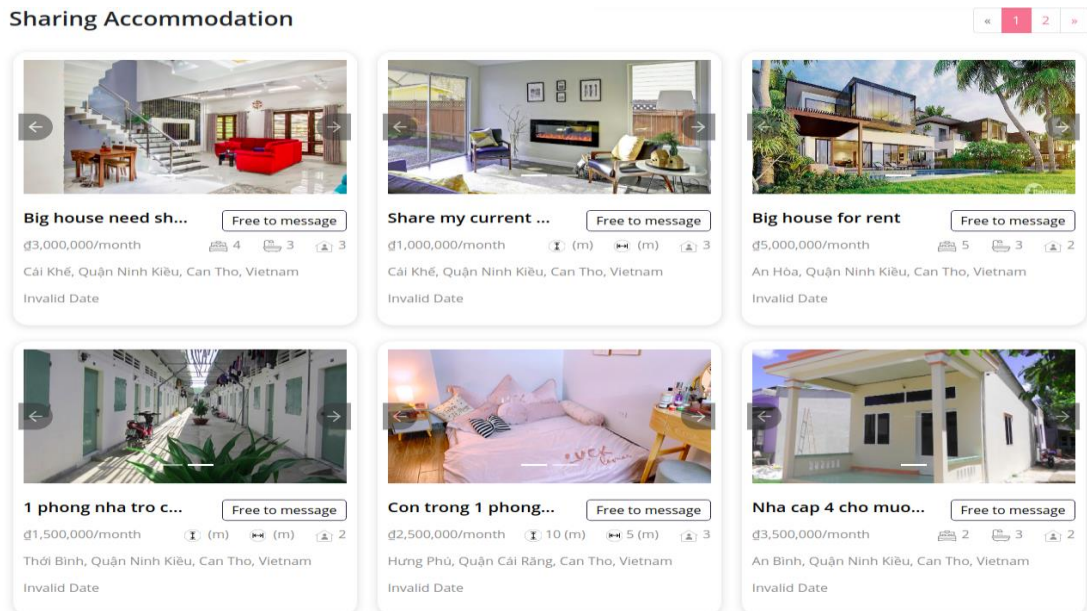 Sharing Accommodation
« 1 2 »
Big house need sh... Free to message
₫3,000,000/month 4 3 3
Cái Khế, Quận Ninh Kiều, Can Tho, Vietnam
Invalid Date
Share my current ... Free to message
₫1,000,000/month (m) (m) 3
Cái Khế, Quận Ninh Kiều, Can Tho, Vietnam
Invalid Date
Big house for rent Free to message
₫5,000,000/month 5 3 2
An Hòa, Quận Ninh Kiều, Can Tho, Vietnam
Invalid Date
1 phong nha tro c... Free to message
₫1,500,000/month (m) (m) 2
Thới Bình, Quận Ninh Kiều, Can Tho, Vietnam
Invalid Date
LUCK
Con trong 1 phong... Free to message
₫2,500,000/month 10 (m) 5 (m) 3
Hưng Phú, Quận Cái Răng, Can Tho, Vietnam
Invalid Date
Nha cap 4 cho muo... Free to message
₫3,500,000/month 2 3 2
An Bình, Quận Ninh Kiều, Can Tho, Vietnam
Invalid Date